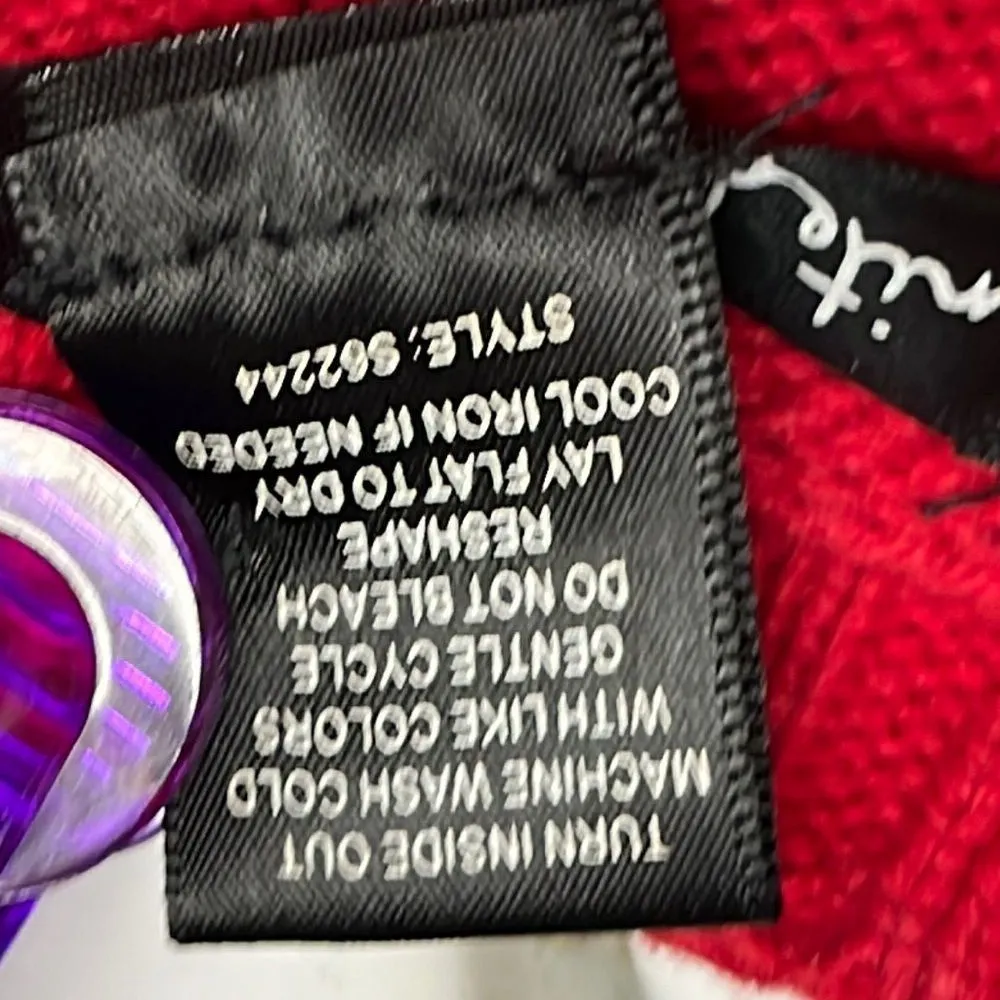 TURN INSIDE OUT
MACHINE WASH COLD
WITH LIKE COLORS
GENTLE CYCLE
DO NOT BLEACH
RESHAPE
LAY FLAT TO DRY
COOL IRON IF NEEDED
STYLE: S62244